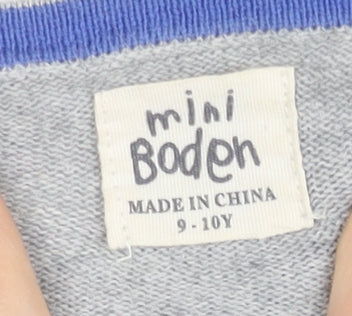 mini
Boden
MADE IN CHINA
9 - 10Y